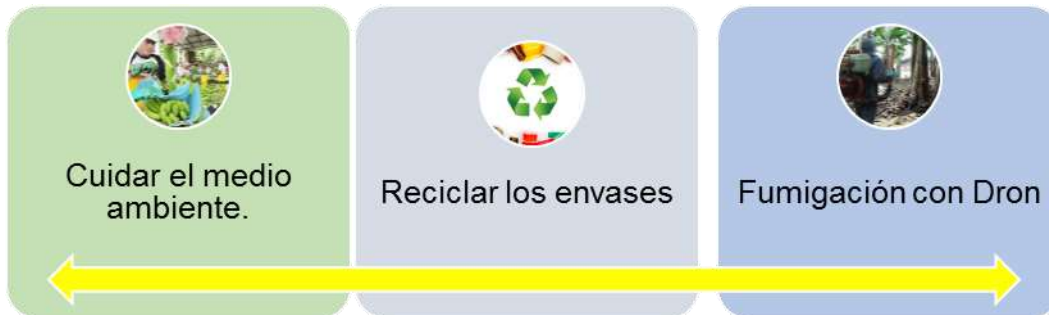 Cuidar el medio
ambiente.
Reciclar los envases
Fumigación con Dron